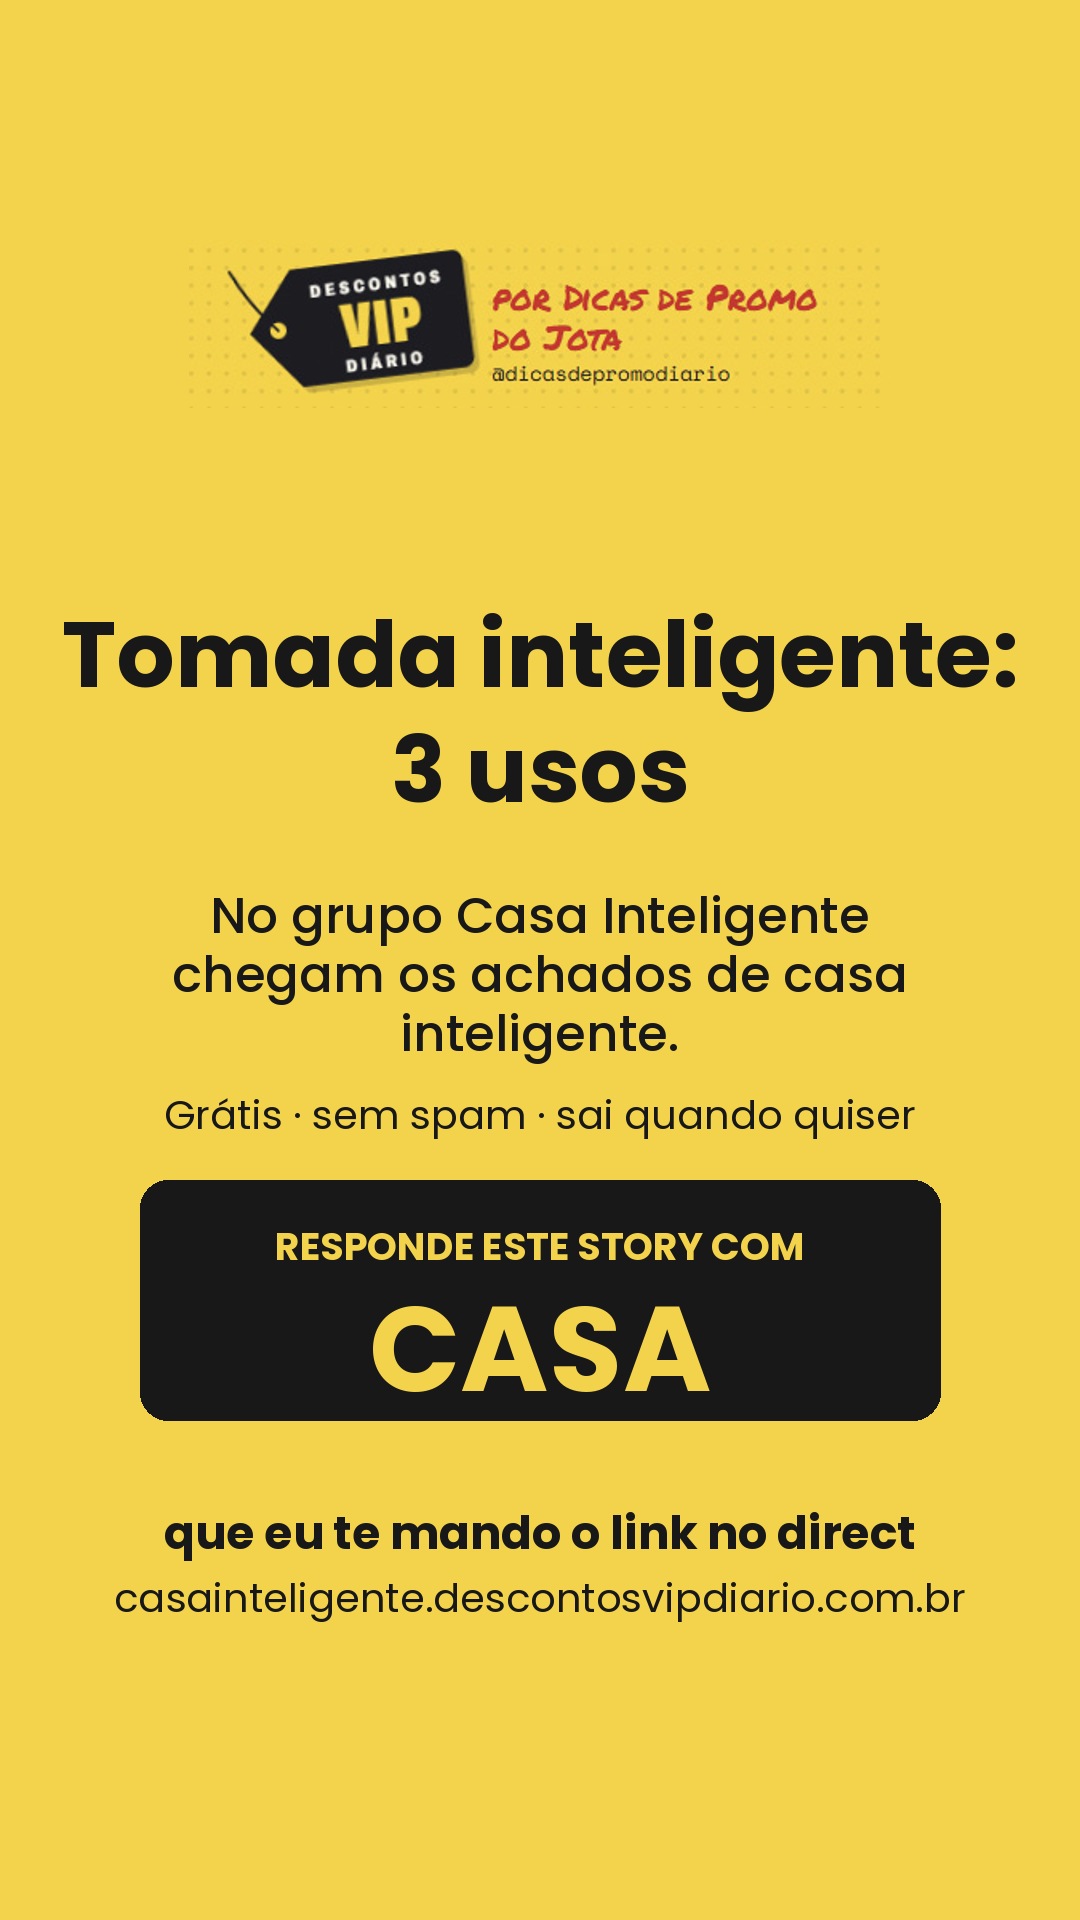 DESCONTOS
VIP
DIÁRIO
POR DICAS DE PROMO
DO JOTA
@dicasdepromodiario
Tomada inteligente:
3 usos
No grupo Casa Inteligente
chegam os achados de casa
inteligente.
Grátis · sem spam · sai quando quiser
RESPONDE ESTE STORY COM
CASA
que eu te mando o link no direct
casainteligente.descontosvipdiario.com.br